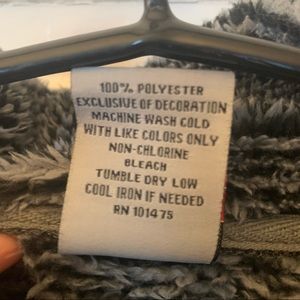 100% POLYESTER
EXCLUSIVE OF DECORATION
MACHINE WASH COLD
WITH LIKE COLORS ONLY
NON-CHLORINE
BLEACH
TUMBLE DRY LOW
COOL IRON IF NEEDED
RN 101475